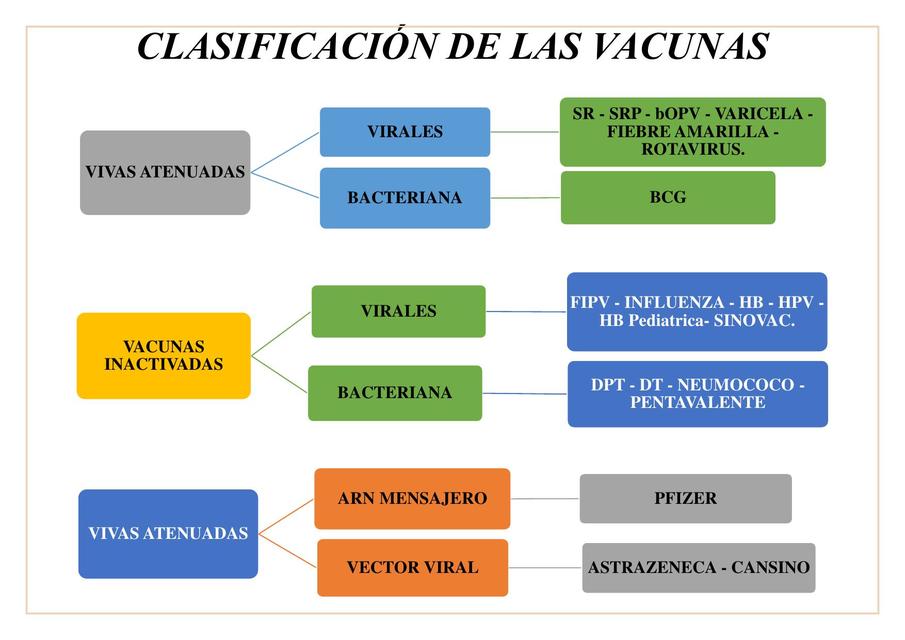 CLASIFICACIÓN DE LAS VACUNAS
VIVAS ATENUADAS
VIRALES
SR - SRP - bOPV - VARICELA -
FIEBRE AMARILLA -
ROTAVIRUS.
BACTERIANA
BCG
VACUNAS
INACTIVADAS
VIRALES
FIPV - INFLUENZA - HB - HPV -
HB Pediatrica- SINOVAC.
BACTERIANA
DPT - DT - NEUMOCOCO -
PENTAVALENTE
VIVAS ATENUADAS
ARN MENSAJERO
PFIZER
VECTOR VIRAL
ASTRAZENECA - CANSINO